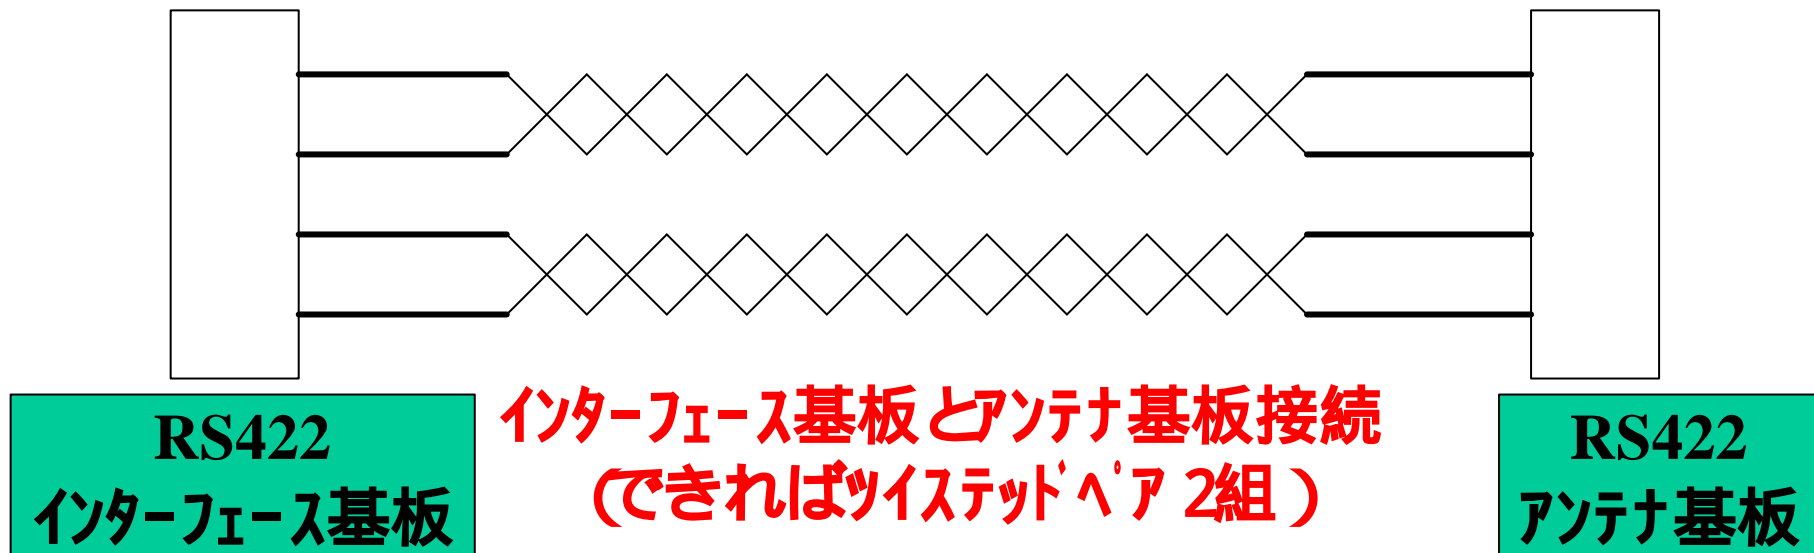 インターフェース基板とアンテナ基板接続
(できればツイステッドペア 2組)
RS422
インターフェース基板
RS422
アンテナ基板